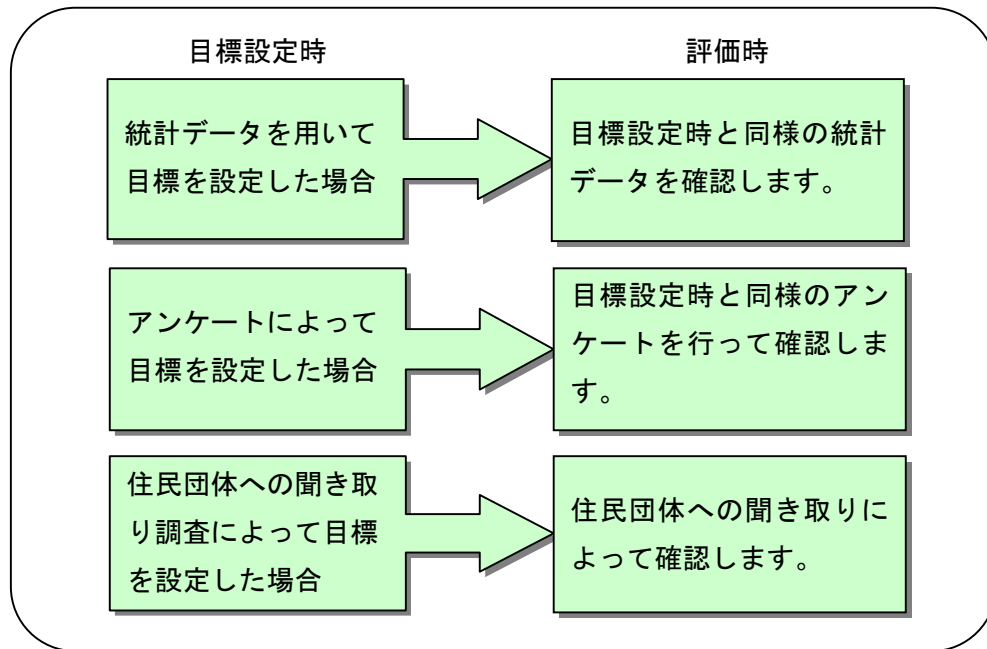 目標設定時
評価時
統計データを用いて
目標を設定した場合
目標設定時と同様の統計
データを確認します。
アンケートによって
目標を設定した場合
目標設定時と同様のアン
ケートを行って確認しま
す。
住民団体への聞き取
り調査によって目標
を設定した場合
住民団体への聞き取りに
よって確認します。